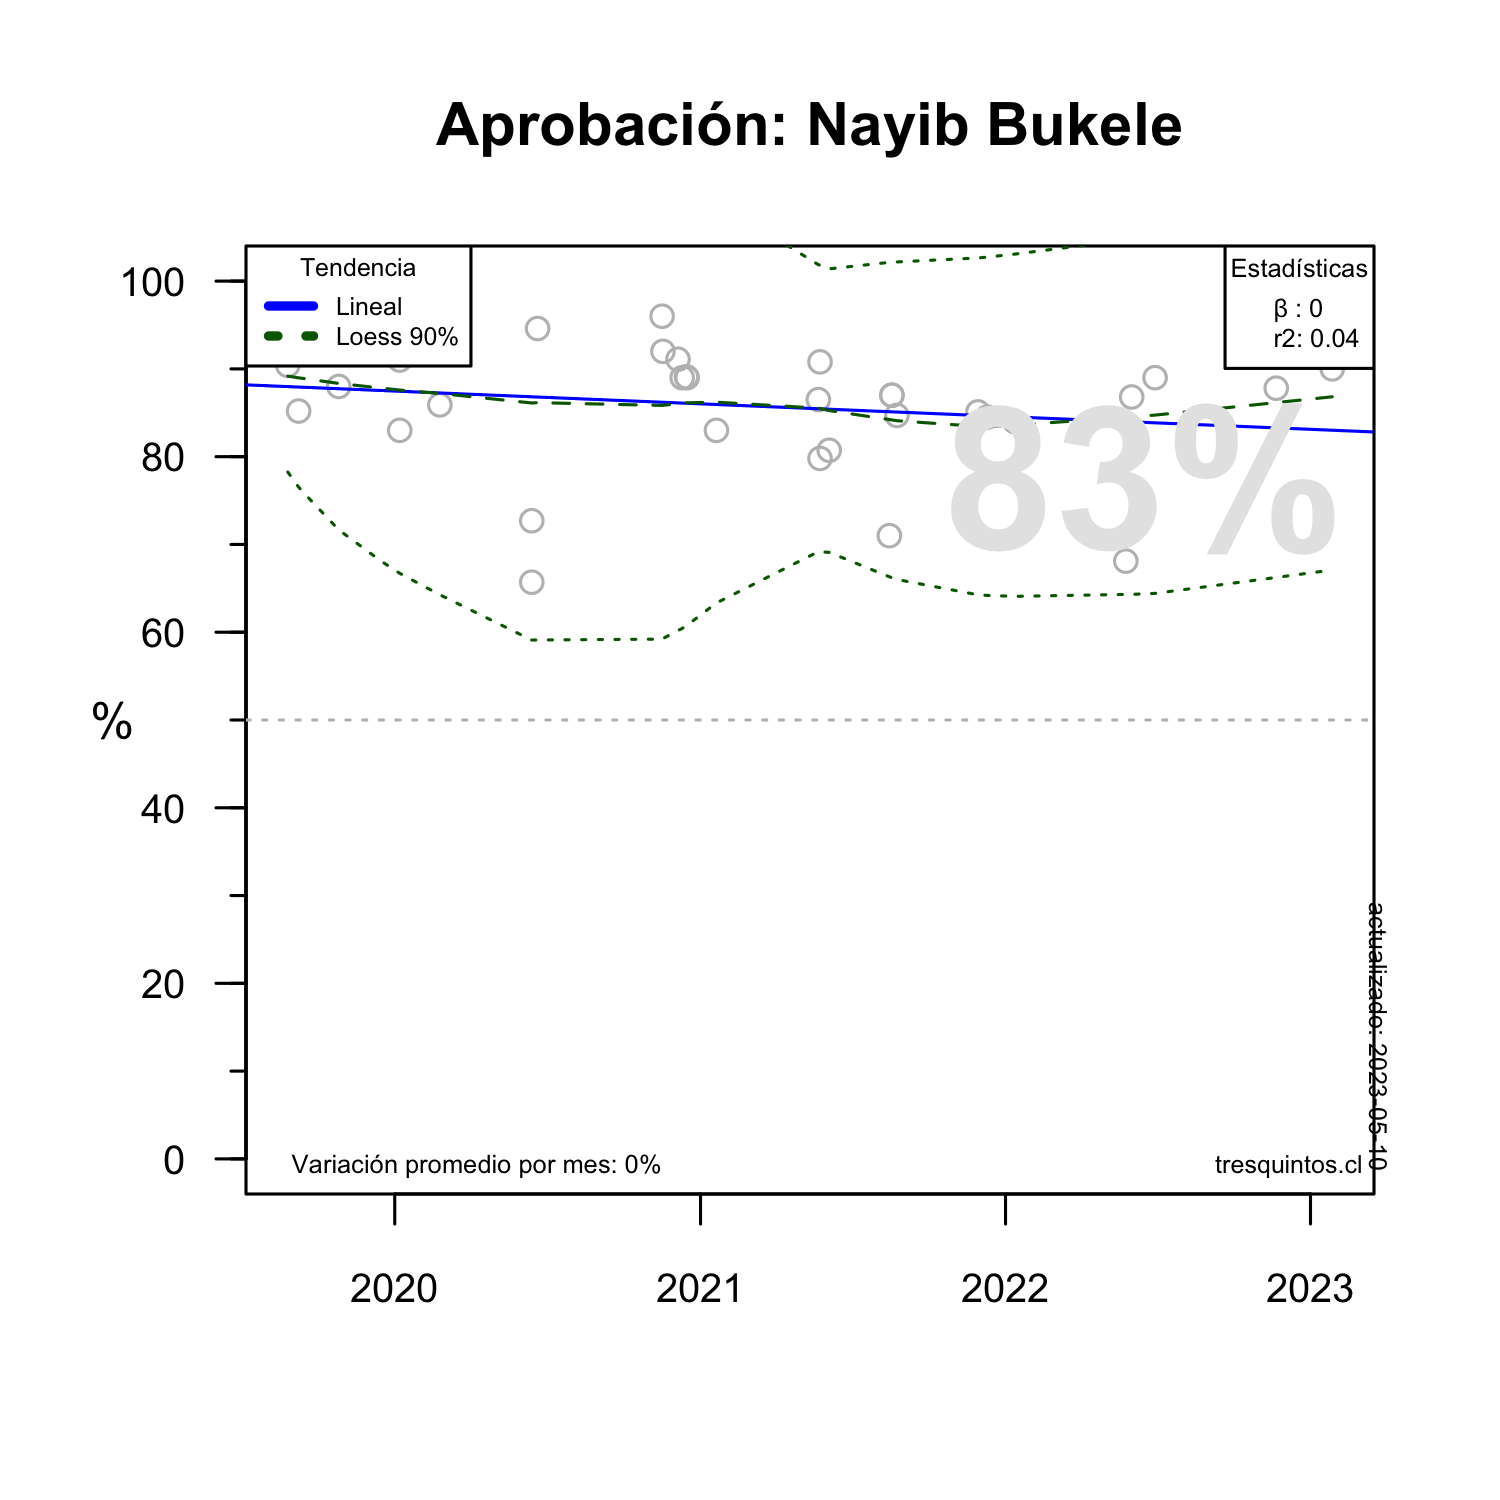 Aprobación: Nayib Bukele
Tendencia
Lineal
Loess 90%
Estadísticas
β : 0
r2: 0.04
83%
100
80
60
%
40
20
0
actualizado: 2023-05-10
Variación promedio por mes: 0%
tresquintos.cl
2020
2021
2022
2023